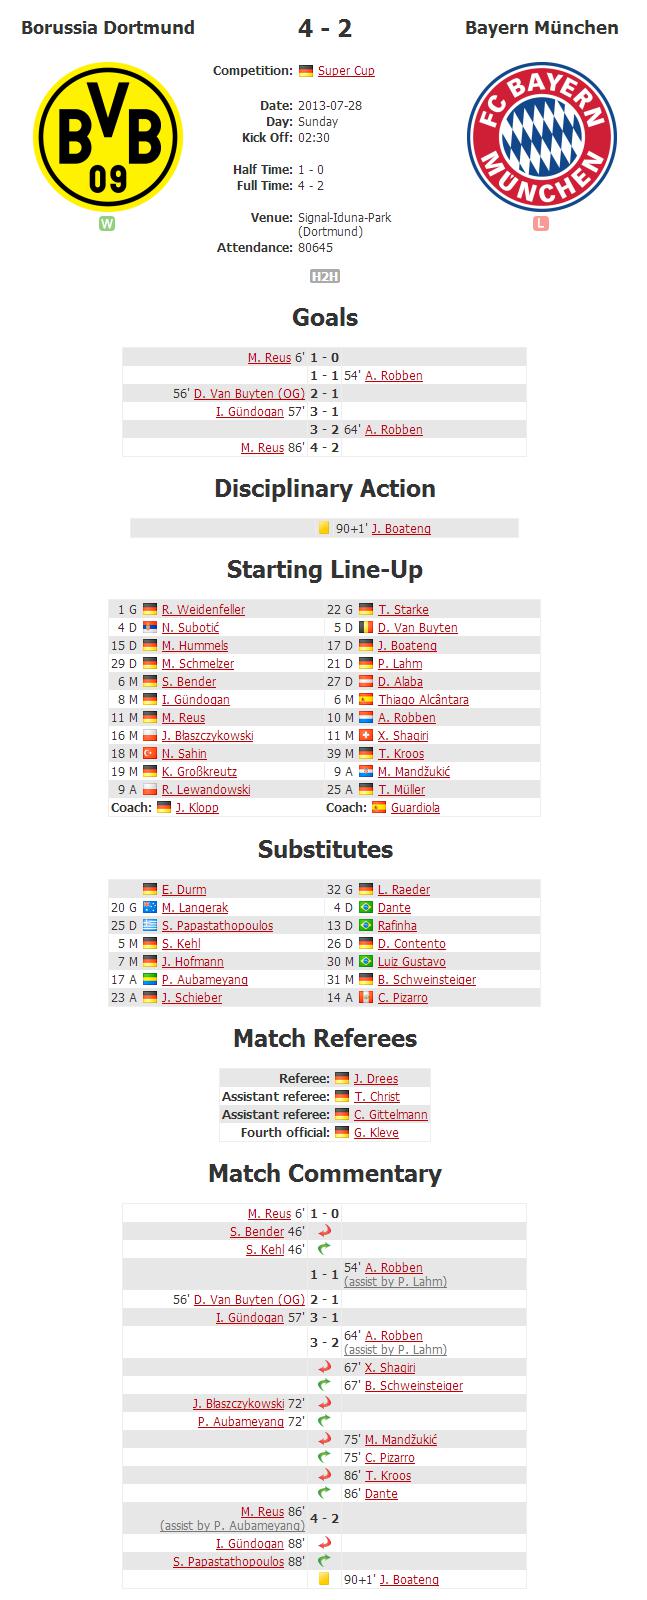 Borussia Dortmund 4 - 2 Bayern München
Competition: Super Cup
Date: 2013-07-28
Day: Sunday
Kick Off: 02:30
Half Time: 1 - 0
Full Time: 4 - 2
Venue: Signal-Iduna-Park
(Dortmund)
Attendance: 80645
BVB
09
FC BAYERN
MÜNCHEN
W
L
H2H
Goals
M. Reus 6' 1 - 0
1 - 1 54' A. Robben
56' D. Van Buyten (OG) 2 - 1
I. Gündogan 57' 3 - 1
3 - 2 64' A. Robben
M. Reus 86' 4 - 2
Disciplinary Action
90+1' J. Boateng
Starting Line-Up
1 G R. Weidenfeller 22 G T. Starke
4 D N. Subotić 5 D D. Van Buyten
15 D M. Hummels 17 D J. Boateng
29 D M. Schmelzer 21 D P. Lahm
6 M S. Bender 27 D D. Alaba
8 M I. Gündogan 6 M Thiago Alcântara
11 M M. Reus 10 M A. Robben
16 M J. Błaszczykowski 11 M X. Shaqiri
18 M N. Sahin 39 M T. Kroos
19 M K. Großkreutz 9 A M. Mandžukić
9 A R. Lewandowski 25 A T. Müller
Coach: J. Klopp Coach: Guardiola
Substitutes
E. Durm 32 G L. Raeder
20 G M. Langerak 4 D Dante
25 D S. Papastathopoulos 13 D Rafinha
5 M S. Kehl 26 D D. Contento
7 M J. Hofmann 30 M Luiz Gustavo
17 A P. Aubameyang 31 M B. Schweinsteiger
23 A J. Schieber 14 A C. Pizarro
Match Referees
Referee: J. Drees
Assistant referee: T. Christ
Assistant referee: C. Gittelmann
Fourth official: G. Kleve
Match Commentary
M. Reus 6' 1 - 0
S. Bender 46'
S. Kehl 46'
1 - 1 54' A. Robben
(assist by P. Lahm)
56' D. Van Buyten (OG) 2 - 1
I. Gündogan 57' 3 - 1
3 - 2 64' A. Robben
(assist by P. Lahm)
67' X. Shaqiri
67' B. Schweinsteiger
J. Błaszczykowski 72'
P. Aubameyang 72'
75' M. Mandžukić
75' C. Pizarro
86' T. Kroos
86' Dante
M. Reus 86' 4 - 2
(assist by P. Aubameyang)
I. Gündogan 88'
S. Papastathopoulos 88'
90+1' J. Boateng